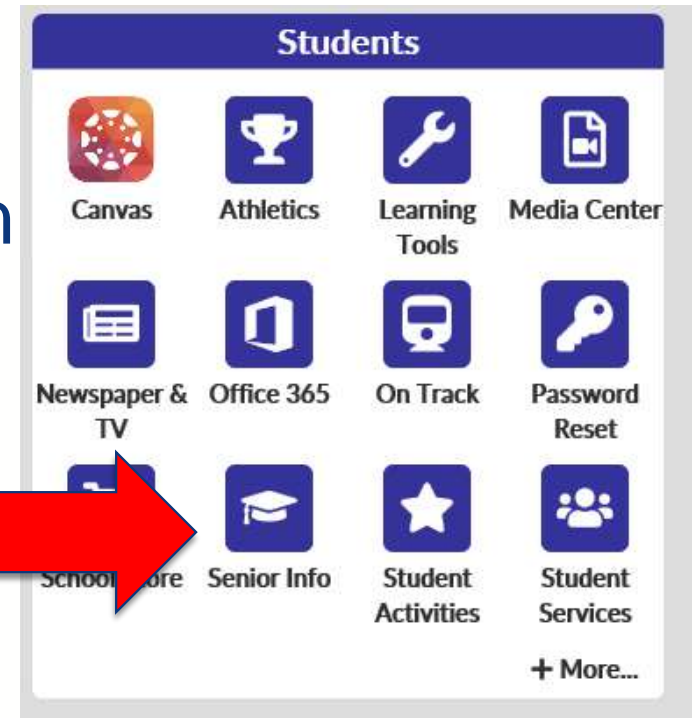 Students
n
Canvas Athletics Learning Media Center
Tools
Newspaper & Office 365 On Track Password
TV Reset
Senior Info Student Student
Activities Services
+ More...